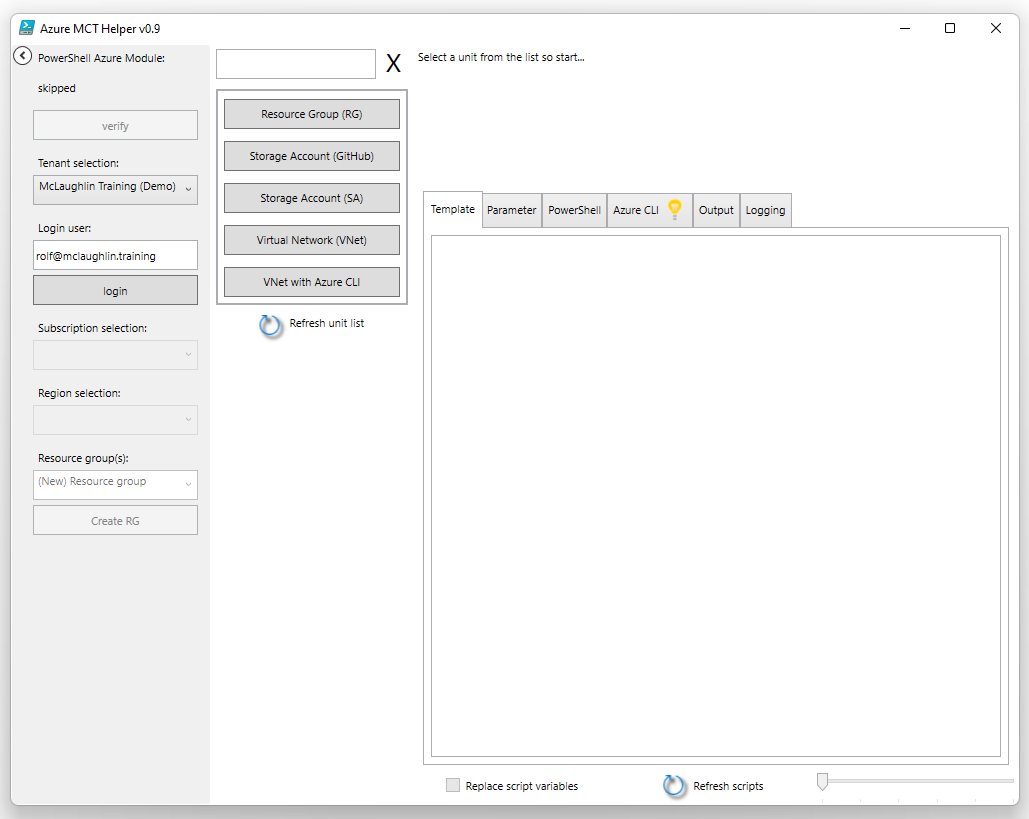 Azure MCT Helper v0.9
PowerShell Azure Module:
skipped
verify
Tenant selection:
McLaughlin Training (Demo)
Login user:
rolf@mclaughlin.training
login
Subscription selection:
Region selection:
Resource group(s):
(New) Resource group
Create RG
X
Resource Group (RG)
Storage Account (GitHub)
Storage Account (SA)
Virtual Network (VNet)
VNet with Azure CLI
Refresh unit list
Select a unit from the list so start...
Template Parameter PowerShell Azure CLI Output Logging
Replace script variables Refresh scripts